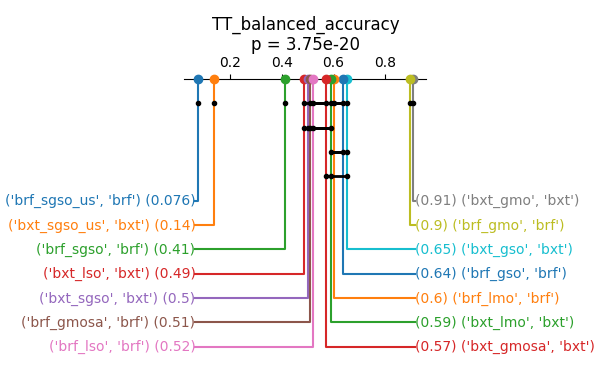 TT_balanced_accuracy
p = 3.75e-20
0.2 0.4 0.6 0.8
('brf_sgso_us', 'brf') (0.076) (0.91) ('bxt_gmo', 'bxt')
('bxt_sgso_us', 'bxt') (0.14) (0.9) ('brf_gmo', 'brf')
('brf_sgso', 'brf') (0.41) (0.65) ('bxt_gso', 'bxt')
('bxt_lso', 'bxt') (0.49) (0.64) ('brf_gso', 'brf')
('bxt_sgso', 'bxt') (0.5) (0.6) ('brf_lmo', 'brf')
('brf_gmosa', 'brf') (0.51) (0.59) ('bxt_lmo', 'bxt')
('brf_lso', 'brf') (0.52) (0.57) ('bxt_gmosa', 'bxt')